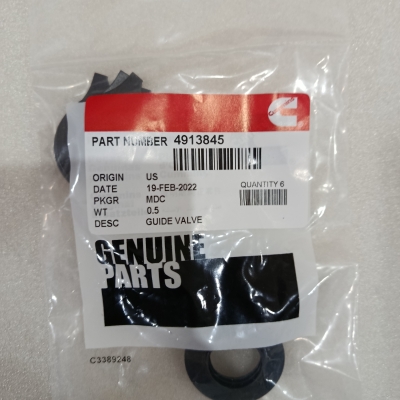 PART NUMBER 4913845
ORIGIN US
DATE 19-FEB-2022
QUANTITY 6
PKGR MDC
WT 0.5
DESC GUIDE VALVE
GENUINE
PARTS
C3389248